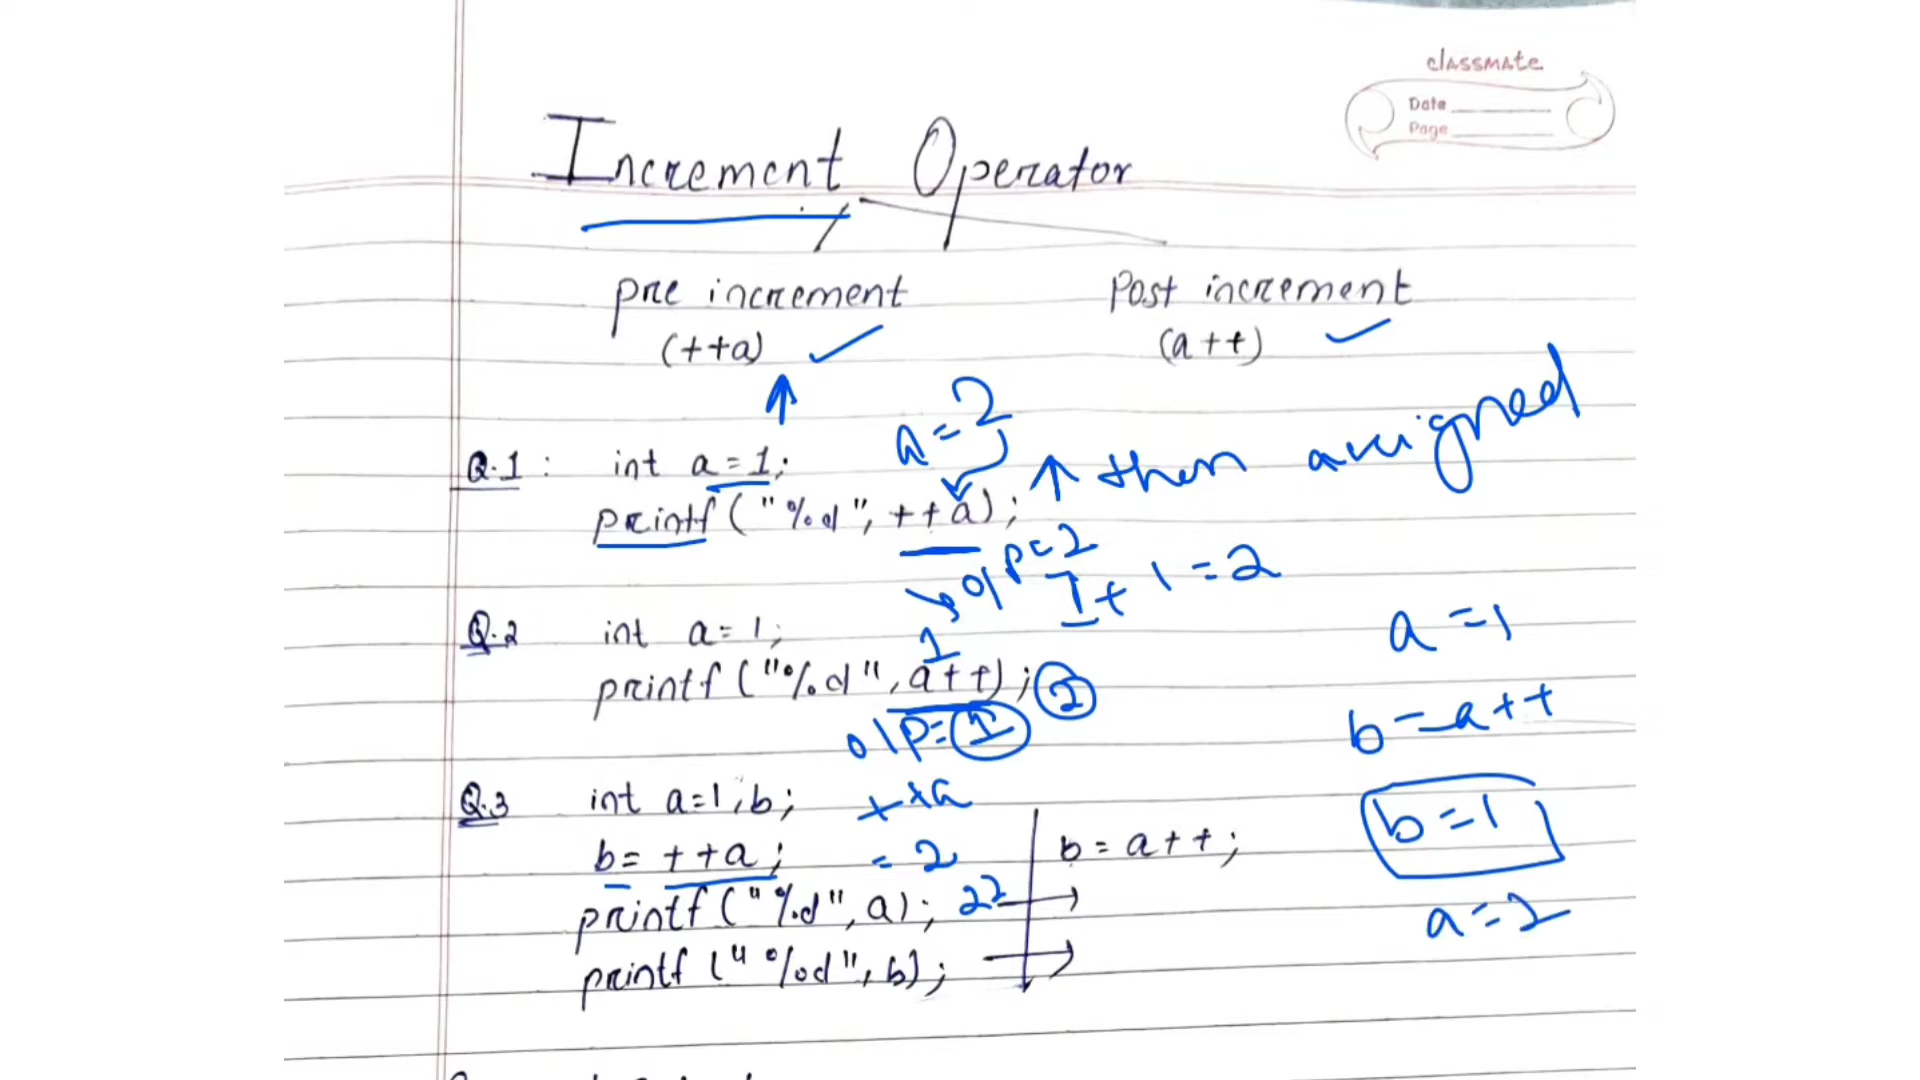 classmate
Date
Page
Increment Operator
pre increment
Post increment
(++a)
(a++)
a=2
Q.1 : int a=1;
↑ then assigned
printf("%d", ++a);
o/p=2
1+1=2
Q.2 int a=1;
1
a=1
printf("%d", a++); 2
o/p=1
b=a++
Q.3 int a=1,b;
++a
b=1
b= ++a;
=2
b = a++;
printf("%d", a); 22
a=2
printf("%d", b);